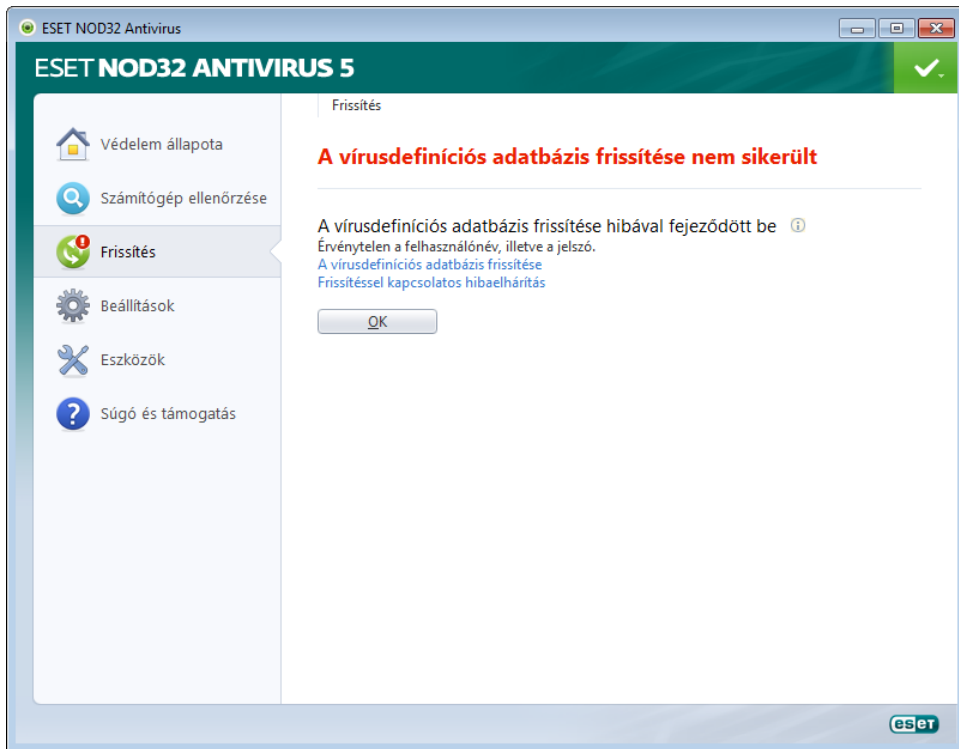 ESET NOD32 Antivirus
ESET NOD32 ANTIVIRUS 5
Védelem állapota
Számítógép ellenőrzése
Frissítés
Beállítások
Eszközök
Súgó és támogatás
Frissítés
A vírusdefiníciós adatbázis frissítése nem sikerült
A vírusdefiníciós adatbázis frissítése hibával fejeződött be
Érvénytelen a felhasználónév, illetve a jelszó.
A vírusdefiníciós adatbázis frissítése
Frissítéssel kapcsolatos hibaelhárítás
OK
eset